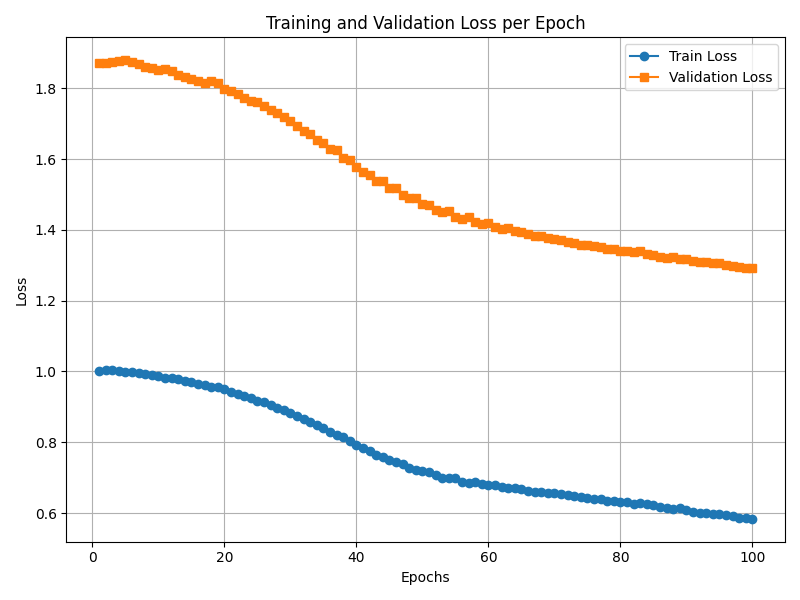 Training and Validation Loss per Epoch
Train Loss
Validation Loss
Loss
1.8
1.6
1.4
1.2
1.0
0.8
0.6
0 20 40 60 80 100
Epochs